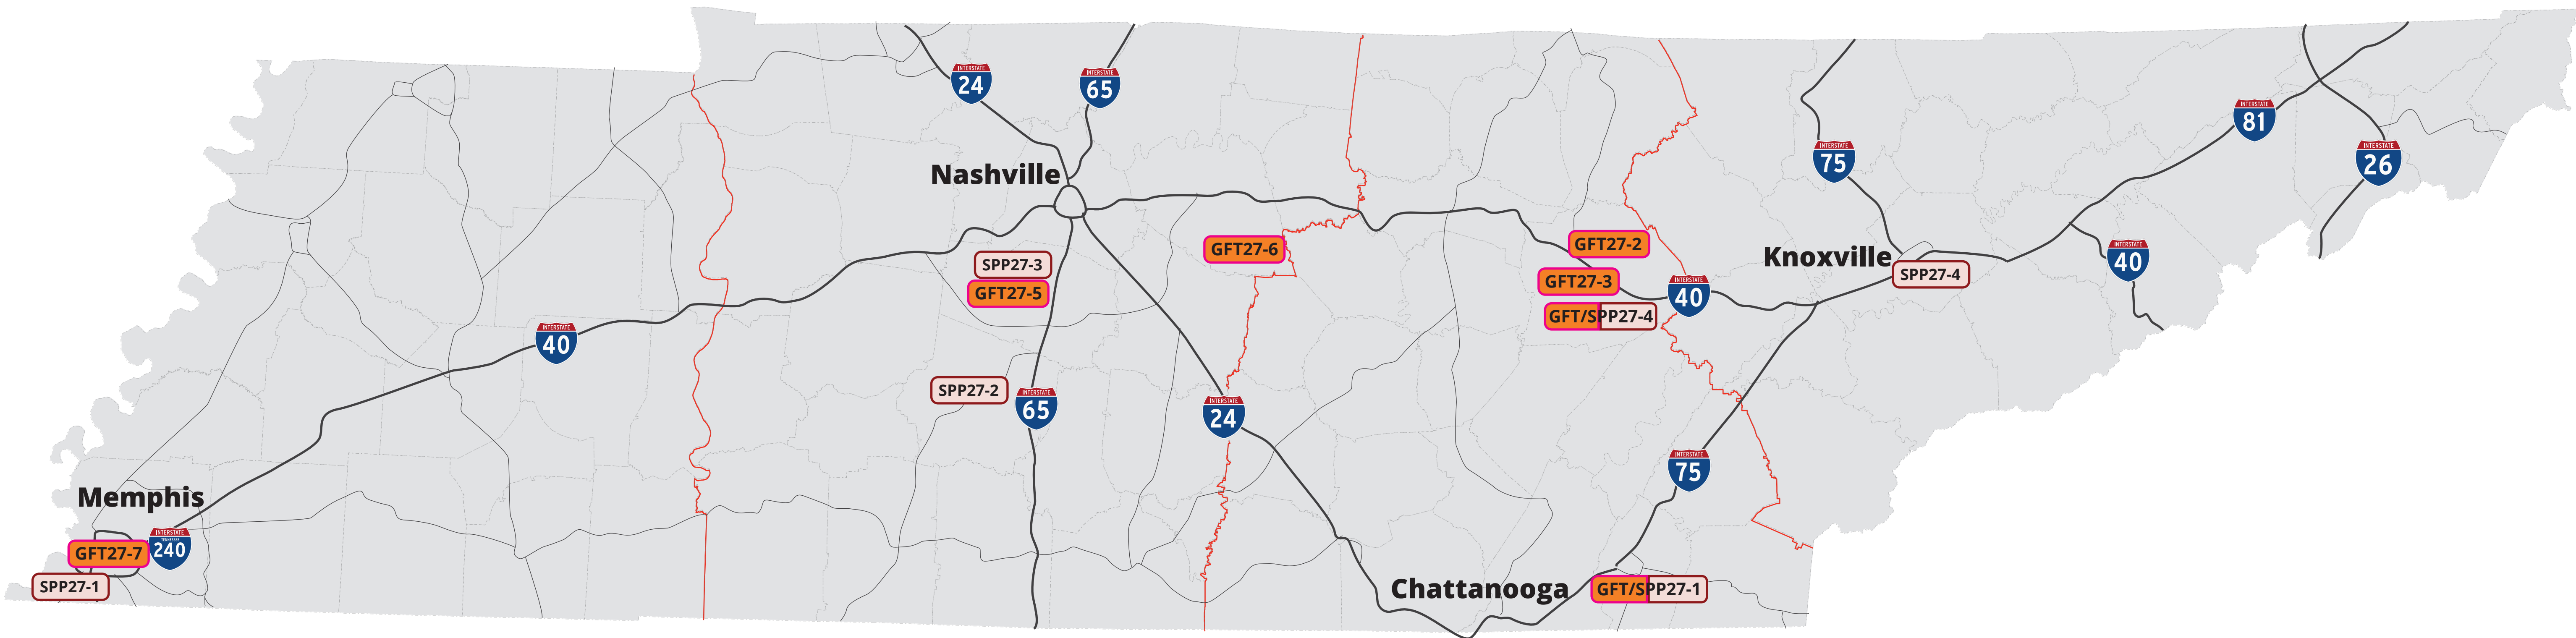 INTERSTATE
24
INTERSTATE
65
INTERSTATE
81
INTERSTATE
75
INTERSTATE
26
Nashville
GFT27-6
GFT27-2
Knoxville
INTERSTATE
40
SPP27-3
SPP27-4
GFT27-5
GFT27-3
INTERSTATE
40
GFT/SPP27-4
INTERSTATE
40
SPP27-2
INTERSTATE
65
INTERSTATE
24
INTERSTATE
75
Memphis
INTERSTATE
TENNESSEE
240
GFT27-7
SPP27-1
Chattanooga
GFT/SPP27-1